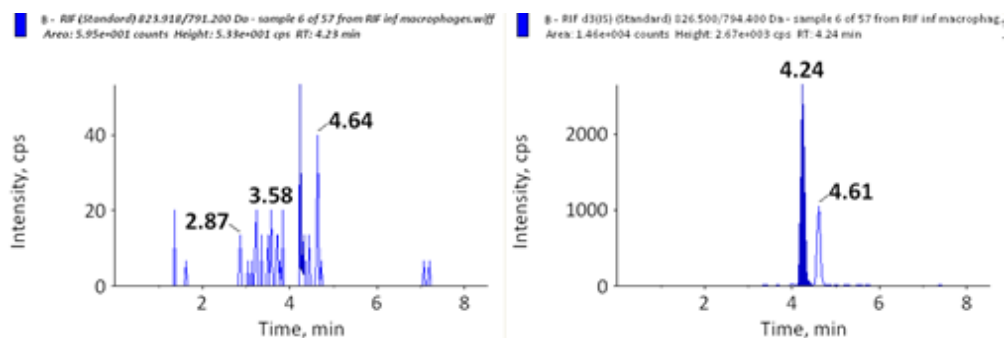 B - RIF (Standard) 823.918/791.200 Da - sample 6 of 57 from RIF inf macrophages.wiff
Area: 5.95e+001 counts Height: 5.33e+001 cps RT: 4.23 min
Intensity, cps
40
20
0
2.87
3.58
4.64
2
4
6
8
Time, min
B - RIF d3(IS) (Standard) 826.500/794.400 Da - sample 6 of 57 from RIF inf macrophag..
Area: 1.46e+004 counts Height: 2.67e+003 cps RT: 4.24 min
Intensity, cps
2000
1000
0
4.24
4.61
2
4
6
8
Time, min